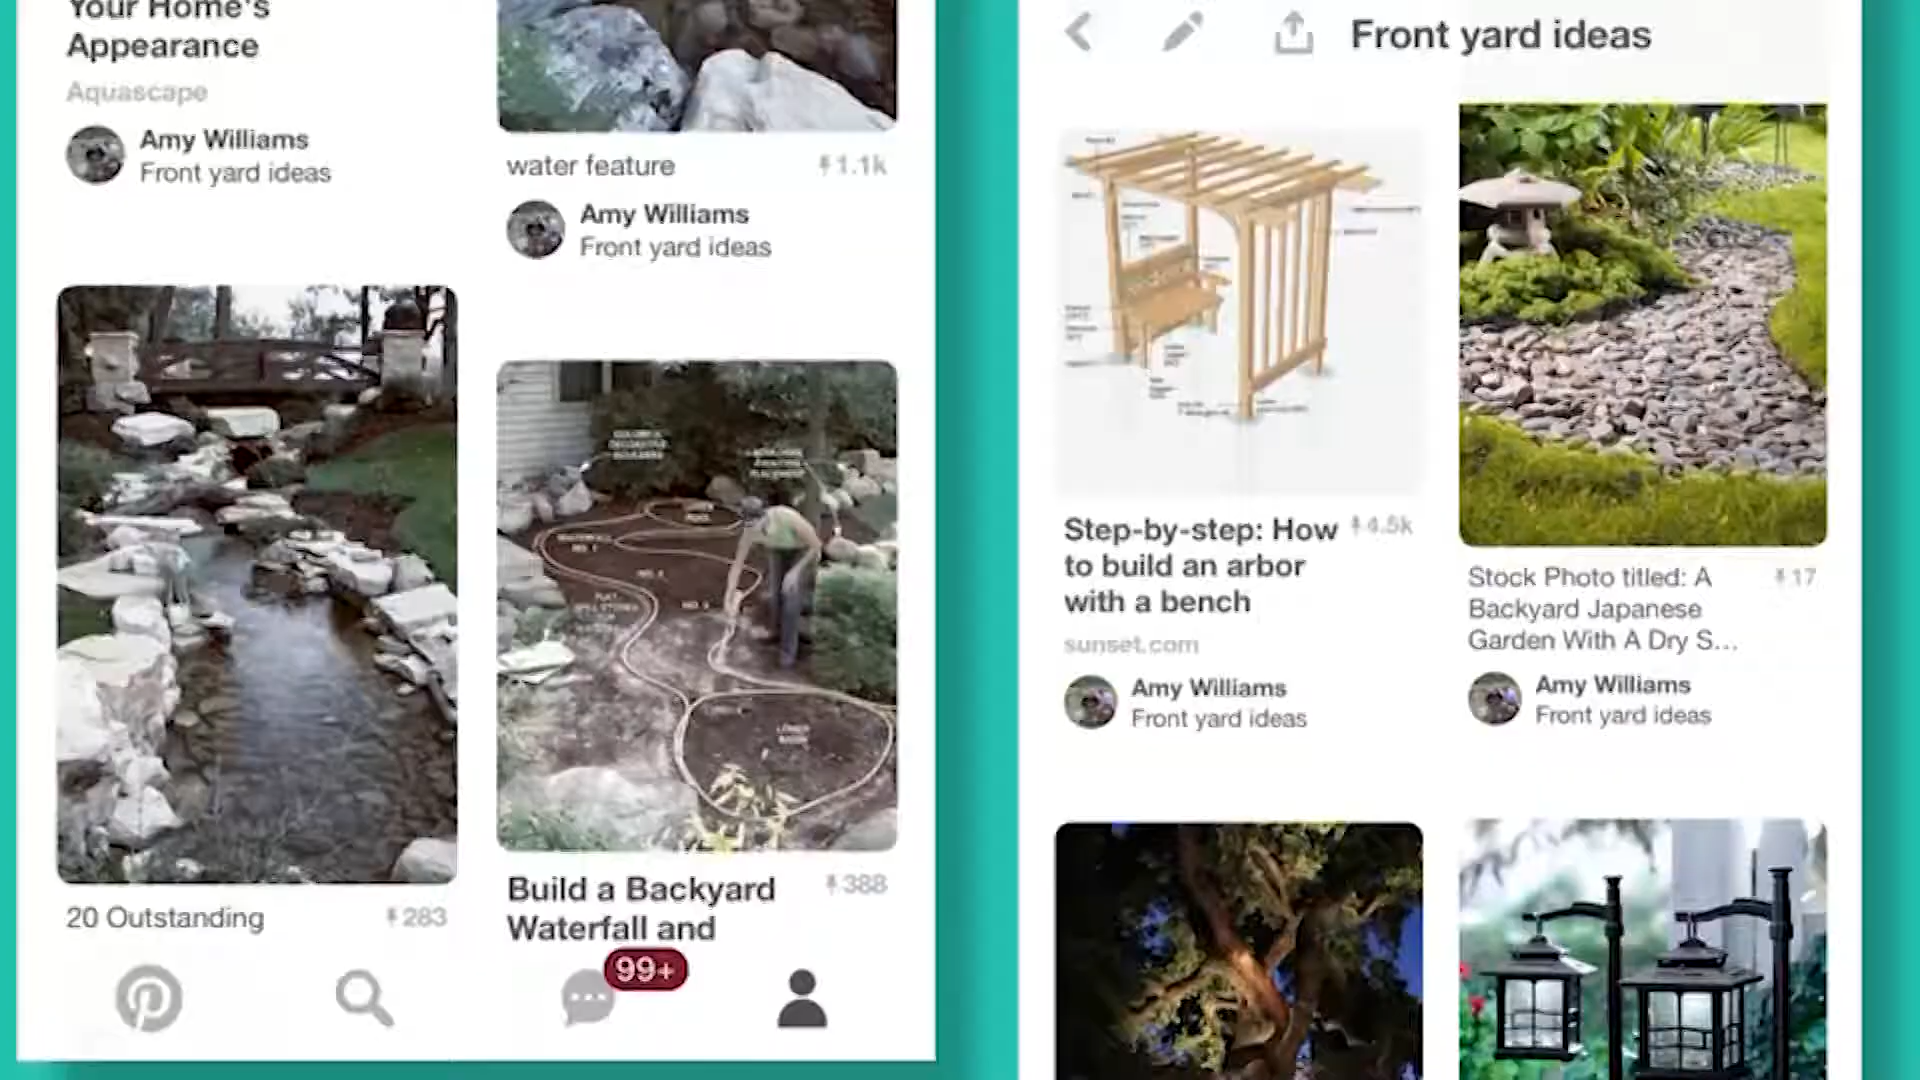 Your Home's
Appearance
Aquascape
Amy Williams
Front yard ideas
water feature
1.1k
Amy Williams
Front yard ideas
20 Outstanding
283
Build a Backyard
388
Waterfall and
99+
Front yard ideas
Step-by-step: How
4.5k
to build an arbor
with a bench
sunset.com
Amy Williams
Front yard ideas
Stock Photo titled: A
17
Backyard Japanese
Garden With A Dry S...
Amy Williams
Front yard ideas